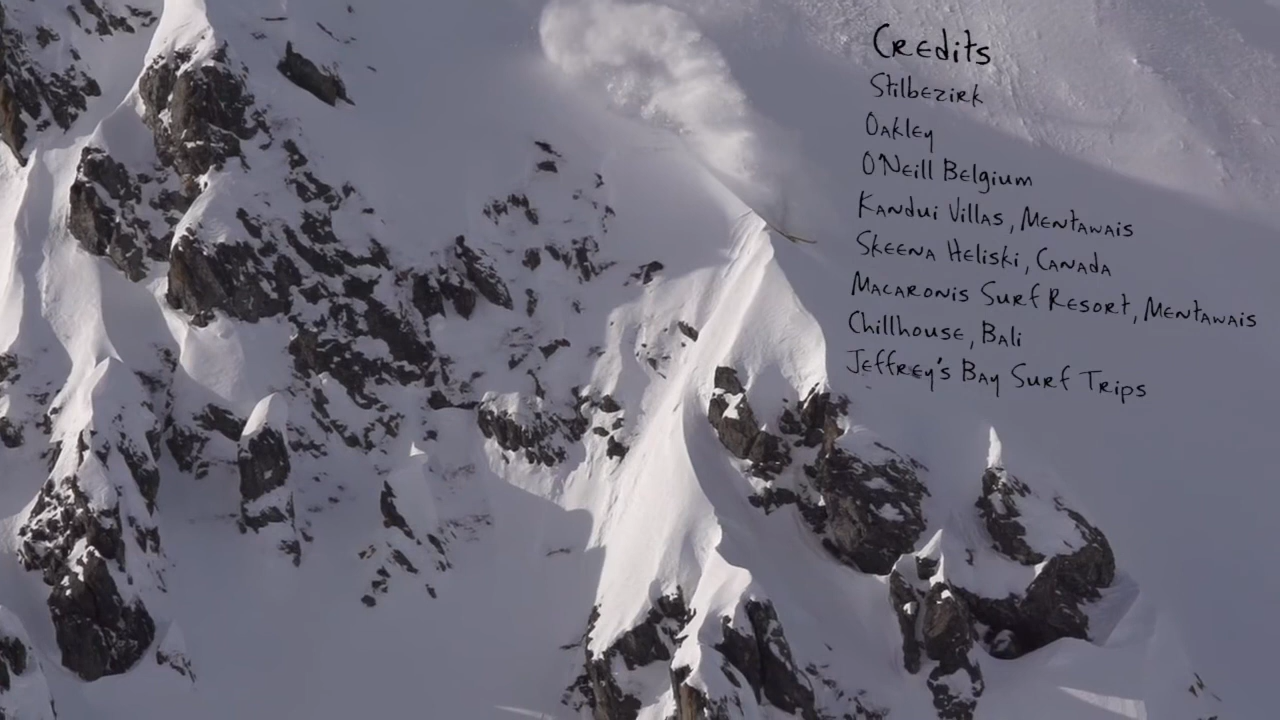 Credits
Stilbezirk
Oakley
O'Neill Belgium
Kandui Villas, Mentawais
Skeena Heliski, Canada
Macaronis Surf Resort, Mentawais
Chillhouse, Bali
Jeffrey's Bay Surf Trips